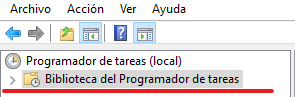 Archivo Acción Ver Ayuda
Programador de tareas (local)
Biblioteca del Programador de tareas